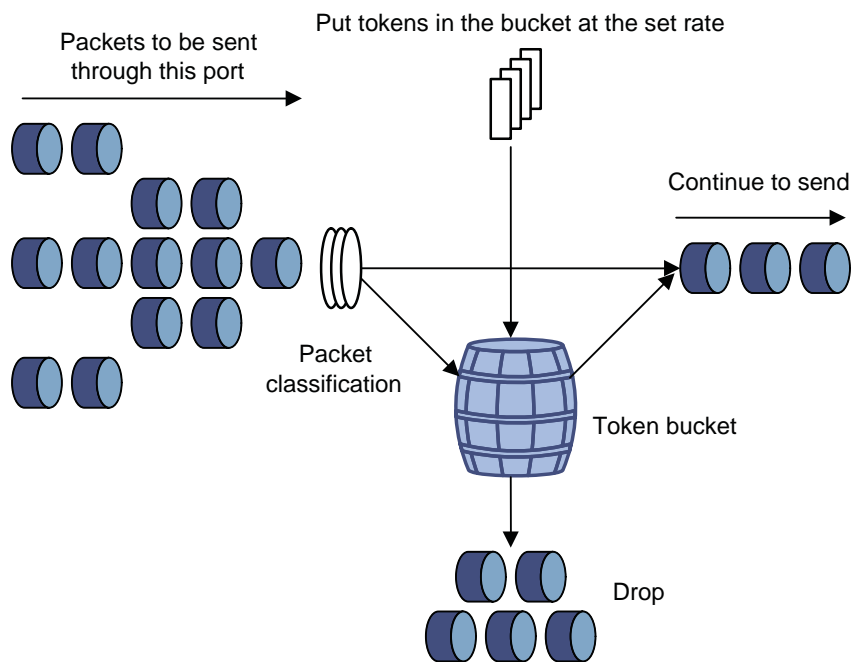 Packets to be sent
through this port
Put tokens in the bucket at the set rate
Continue to send
Packet
classification
Token bucket
Drop